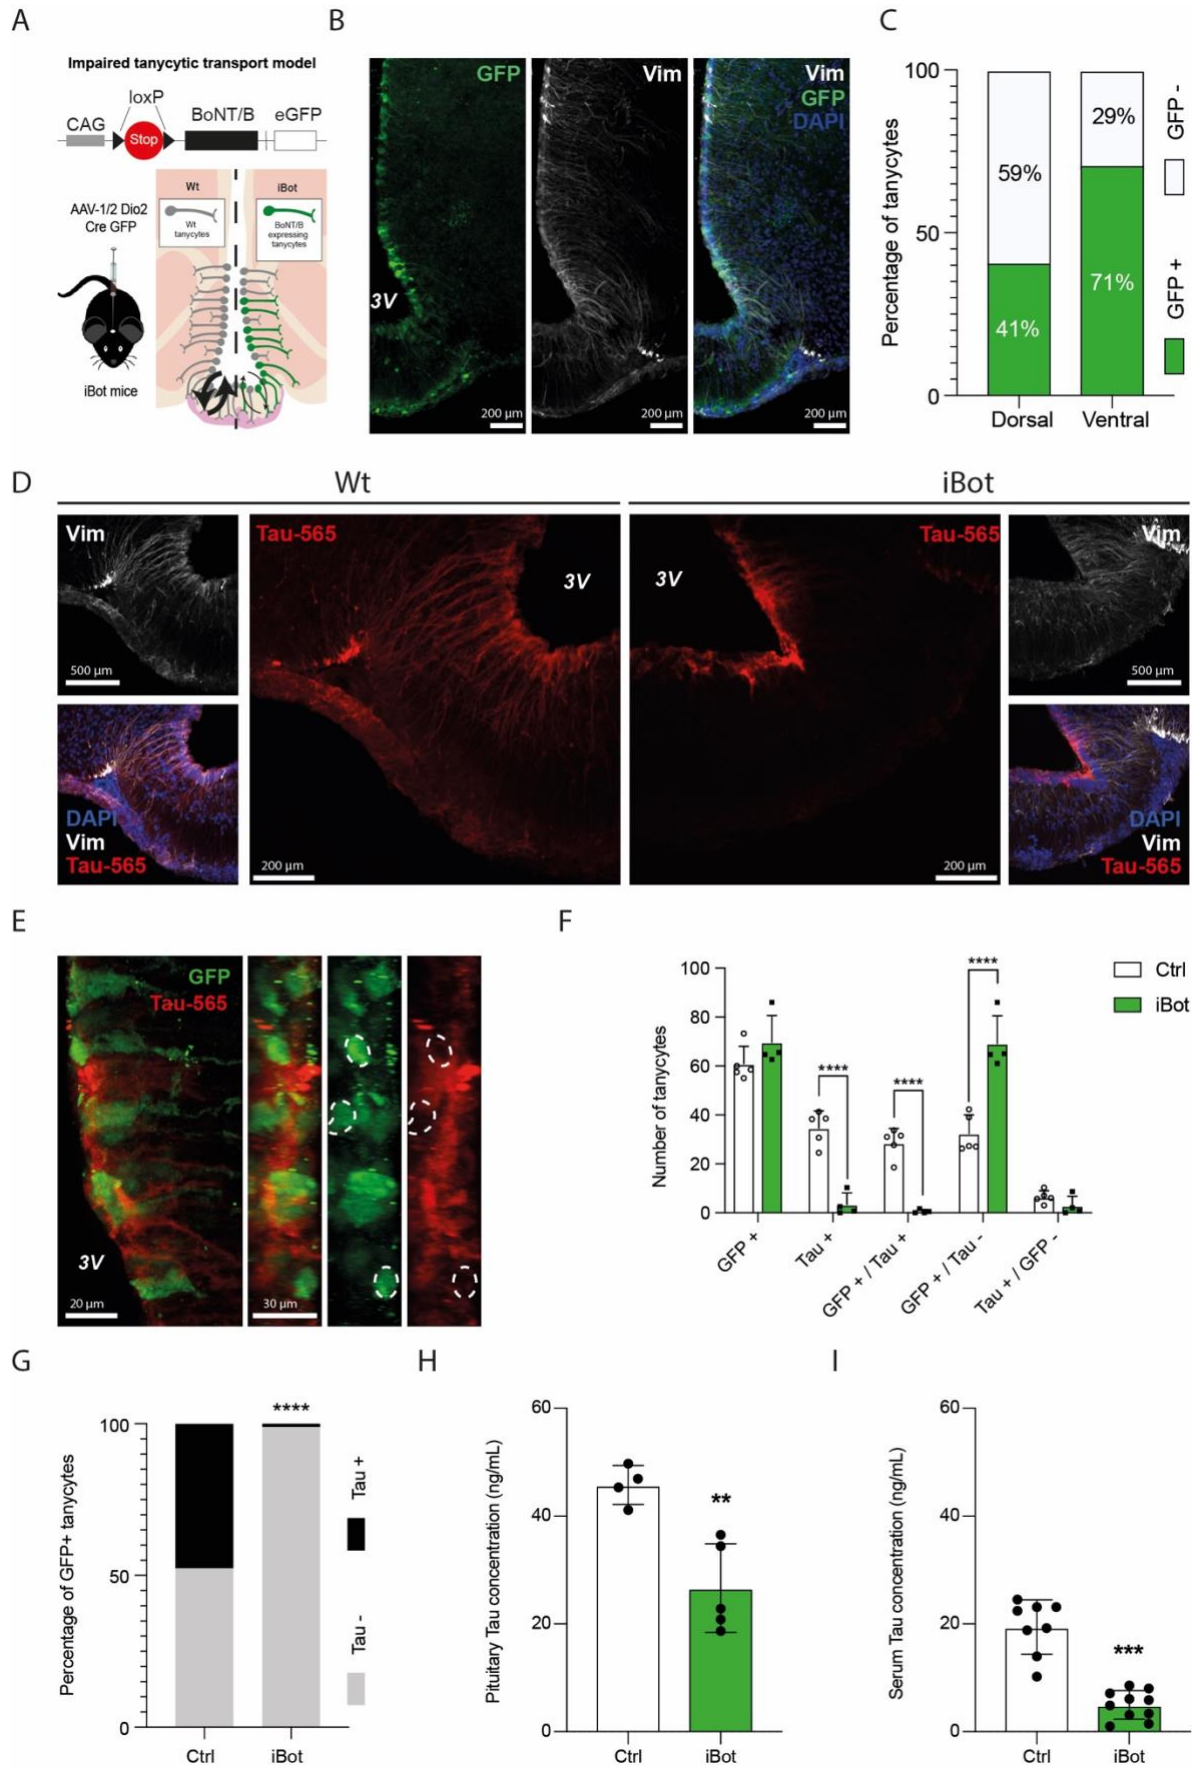 A
Impaired tanycytic transport model
loxP
CAG
Stop
BoNT/B
eGFP
AAV-1/2 Dio2
Cre GFP
iBot mice
Wt
Wt
tanycytes
iBot
BoNT/B
expressing
tanycytes
B
GFP
3V
200 µm
Vim
200 µm
Vim
GFP
DAPI
200 µm
C
Percentage of tanycytes
100
50
0
59%
41%
29%
71%
Dorsal
Ventral
GFP -
GFP +
D
Wt
iBot
Vim
500 µm
DAPI
Vim
Tau-565
Tau-565
3V
200 µm
Tau-565
3V
200 µm
Vim
500 µm
DAPI
Vim
Tau-565
E
GFP
Tau-565
3V
20 µm
30 µm
F
Number of tanycytes
100
80
60
40
20
0
****
****
****
GFP +
Tau +
GFP + / Tau +
GFP + / Tau -
Tau + / GFP -
Ctrl
iBot
G
Percentage of GFP+ tanycytes
100
50
0
****
Ctrl
iBot
Tau +
Tau -
H
Pituitary Tau concentration (ng/mL)
60
40
20
0
**
Ctrl
iBot
I
Serum Tau concentration (ng/mL)
60
40
20
0
***
Ctrl
iBot